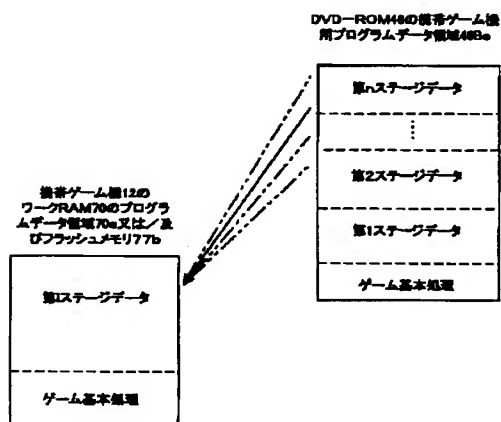 DVD−ROM46の携帯ゲーム機
用プログラムデータ領域46Be
第nステージデータ
第2ステージデータ
第1ステージデータ
ゲーム基本処理
携帯ゲーム機12の
ワークRAM70のプログラ
ムデータ領域70a又は/及
びフラッシュメモリ77b
ステージデータ
ゲーム基本処理